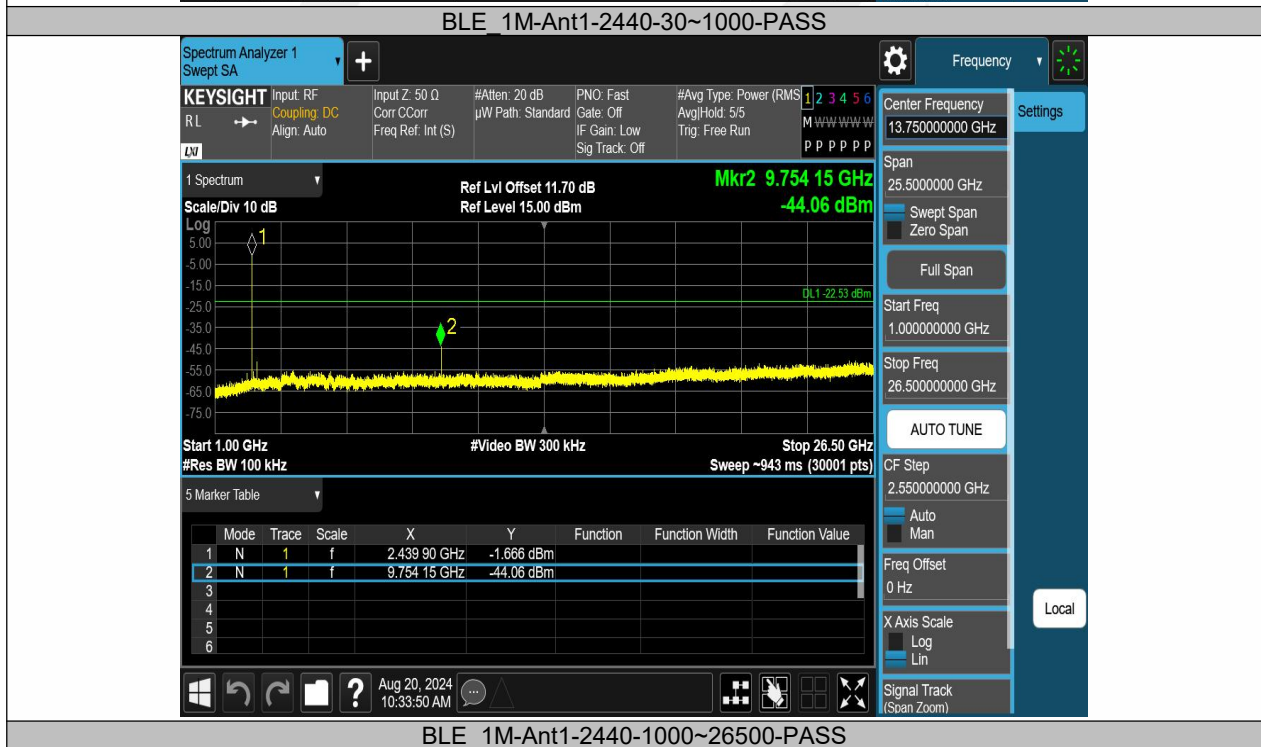 BLE_1M-Ant1-2440-30~1000-PASS
Spectrum Analyzer 1
Swept SA
Frequency
KEYSIGHT
RL
LXI
Input: RF
Coupling: DC
Align: Auto
Input Z: 50 Ω
Corr CCorr
Freq Ref: Int (S)
#Atten: 20 dB
µW Path: Standard
PNO: Fast
Gate: Off
IF Gain: Low
Sig Track: Off
#Avg Type: Power (RMS
Avg|Hold: 5/5
Trig: Free Run
1 2 3 4 5 6
M W W W W W
P P P P P P
1 Spectrum
Scale/Div 10 dB
Ref Lvl Offset 11.70 dB
Ref Level 15.00 dBm
Mkr2 9.754 15 GHz
-44.06 dBm
Log
5.00
-5.00
-15.0
-25.0
-35.0
-45.0
-55.0
-65.0
-75.0
1
2
DL1 -22.53 dBm
Start 1.00 GHz
#Video BW 300 kHz
Stop 26.50 GHz
#Res BW 100 kHz
Sweep ~943 ms (30001 pts)
5 Marker Table
Mode Trace Scale X Y Function Function Width Function Value
1 N 1 f 2.439 90 GHz -1.666 dBm
2 N 1 f 9.754 15 GHz -44.06 dBm
3
4
5
6
Aug 20, 2024
10:33:50 AM
Center Frequency
13.750000000 GHz
Span
25.5000000 GHz
Swept Span
Zero Span
Full Span
Start Freq
1.000000000 GHz
Stop Freq
26.500000000 GHz
AUTO TUNE
CF Step
2.550000000 GHz
Auto
Man
Freq Offset
0 Hz
X Axis Scale
Log
Lin
Signal Track
(Span Zoom)
Settings
Local
BLE_1M-Ant1-2440-1000~26500-PASS